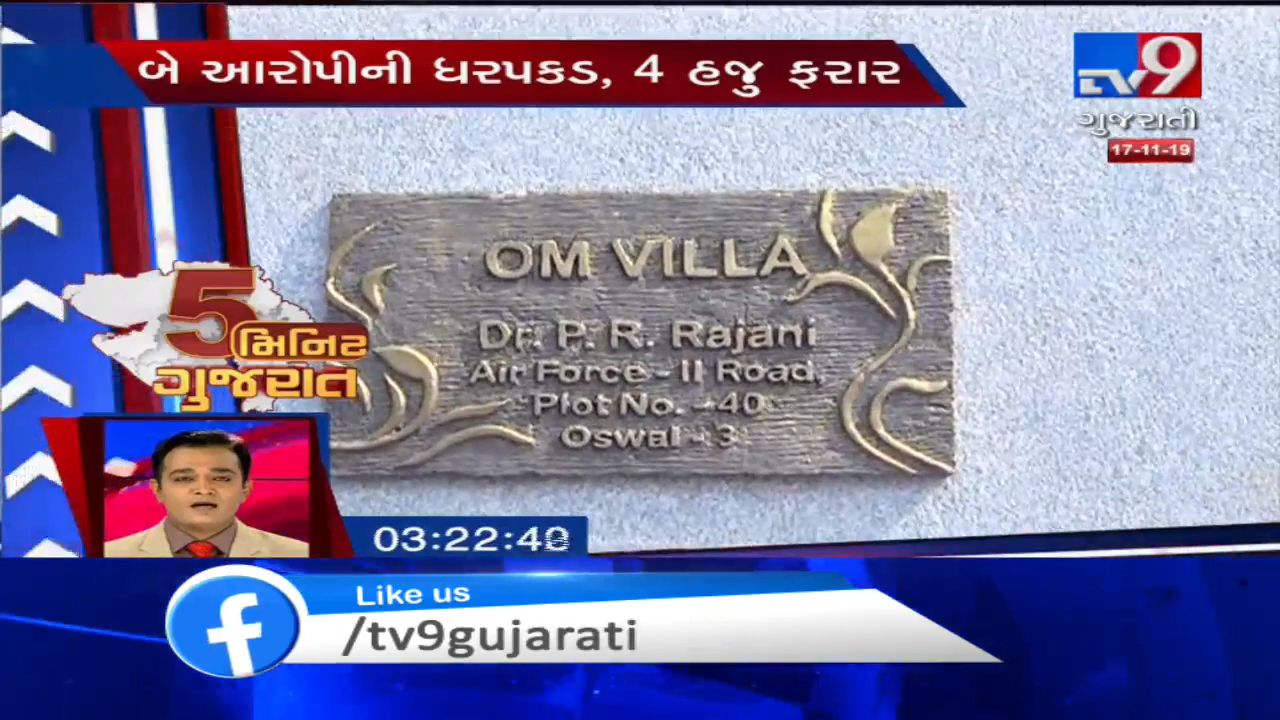 બે આરોપીની ધરપકડ, 4 હજુ ફરાર
TV9
ગુજરાતી
17-11-19
OM VILLA
Dr. P. R. Rajani
Air Force - II Road,
Plot No. - 40
Oswal - 3
5 મિનિટ
ગુજરાત
03:22:40
Like us
/tv9gujarati